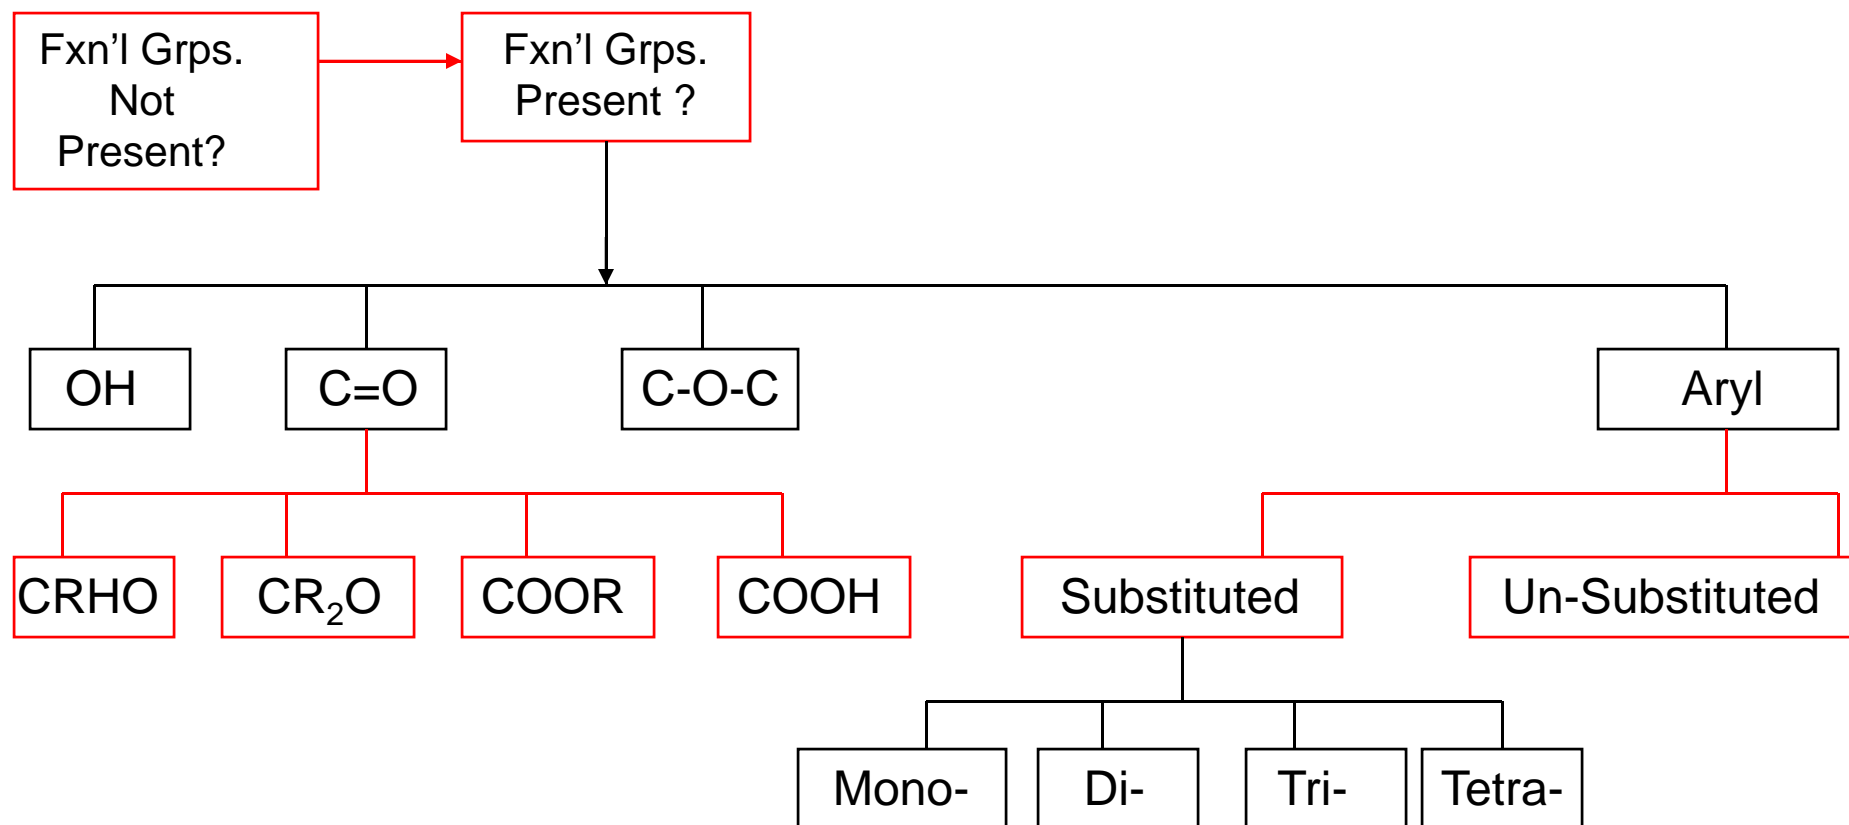 Fxn'l Grps.
Not
Present?
Fxn'l Grps.
Present ?
OH
C=O
C-O-C
Aryl
CRHO
CR₂O
COOR
COOH
Substituted
Un-Substituted
Mono-
Di-
Tri-
Tetra-